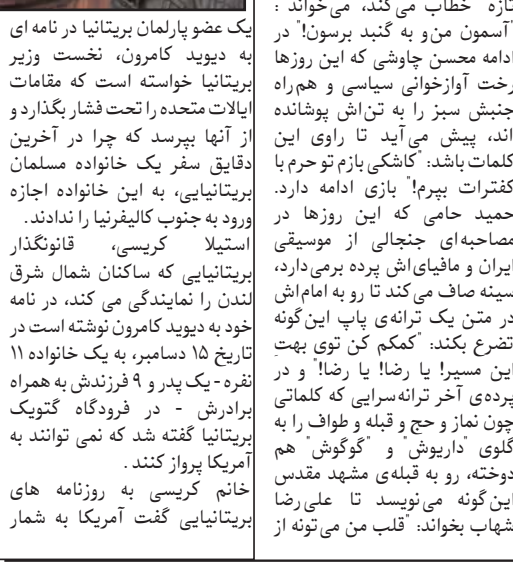 تازه خطاب می‌کند، می‌خواند :
"آسمون من‌و به گنبد برسون!" در
ادامه محسن چاوشی که این روزها
رخت آوازخوانی سیاسی و همراه
جنبش سبز را به تن‌اش پوشانده
اند، پیش می‌آید تا راوی این
کلمات باشد: "کاشکی بازم تو حرم با
کفترات بپرم!" بازی ادامه دارد.
حمید حامی که این روزها در
مصاحبه‌ای جنجالی از موسیقی
ایران و مافیای‌اش پرده برمی‌دارد،
سینه صاف می‌کند تا رو به امام‌اش
در متن یک ترانه‌ی پاپ این گونه
تضرع بکند: "کمکم کن توی بهتِ
این مسیر! یا رضا! یا رضا!" و در
پرده‌ی آخر ترانه‌سرایی که کلماتی
چون نماز و حج و قبله و طواف را به
گلوی "داریوش" و "گوگوش" هم
دوخته، رو به قبله‌ی مشهد مقدس
این گونه می‌نویسد تا علی‌رضا
شهاب بخواند: "قلب من می‌تونه از
یک عضو پارلمان بریتانیا در نامه ای
به دیوید کامرون، نخست وزیر
بریتانیا خواسته است که مقامات
ایالات متحده را تحت فشار بگذارد و
از آنها بپرسد که چرا در آخرین
دقایق سفر یک خانواده مسلمان
بریتانیایی، به این خانواده اجازه
ورود به جنوب کالیفرنیا را ندادند.
استیلا کریسی، قانونگذار
بریتانیایی که ساکنان شمال شرق
لندن را نمایندگی می کند، در نامه
خود به دیوید کامرون نوشته است در
تاریخ ۱۵ دسامبر، به یک خانواده ۱۱
نفره - یک پدر و ۹ فرزندش به همراه
برادرش - در فرودگاه گتویک
بریتانیا گفته شد که نمی توانند به
آمریکا پرواز کنند .
خانم کریسی به روزنامه های
بریتانیایی گفت آمریکا به شمار